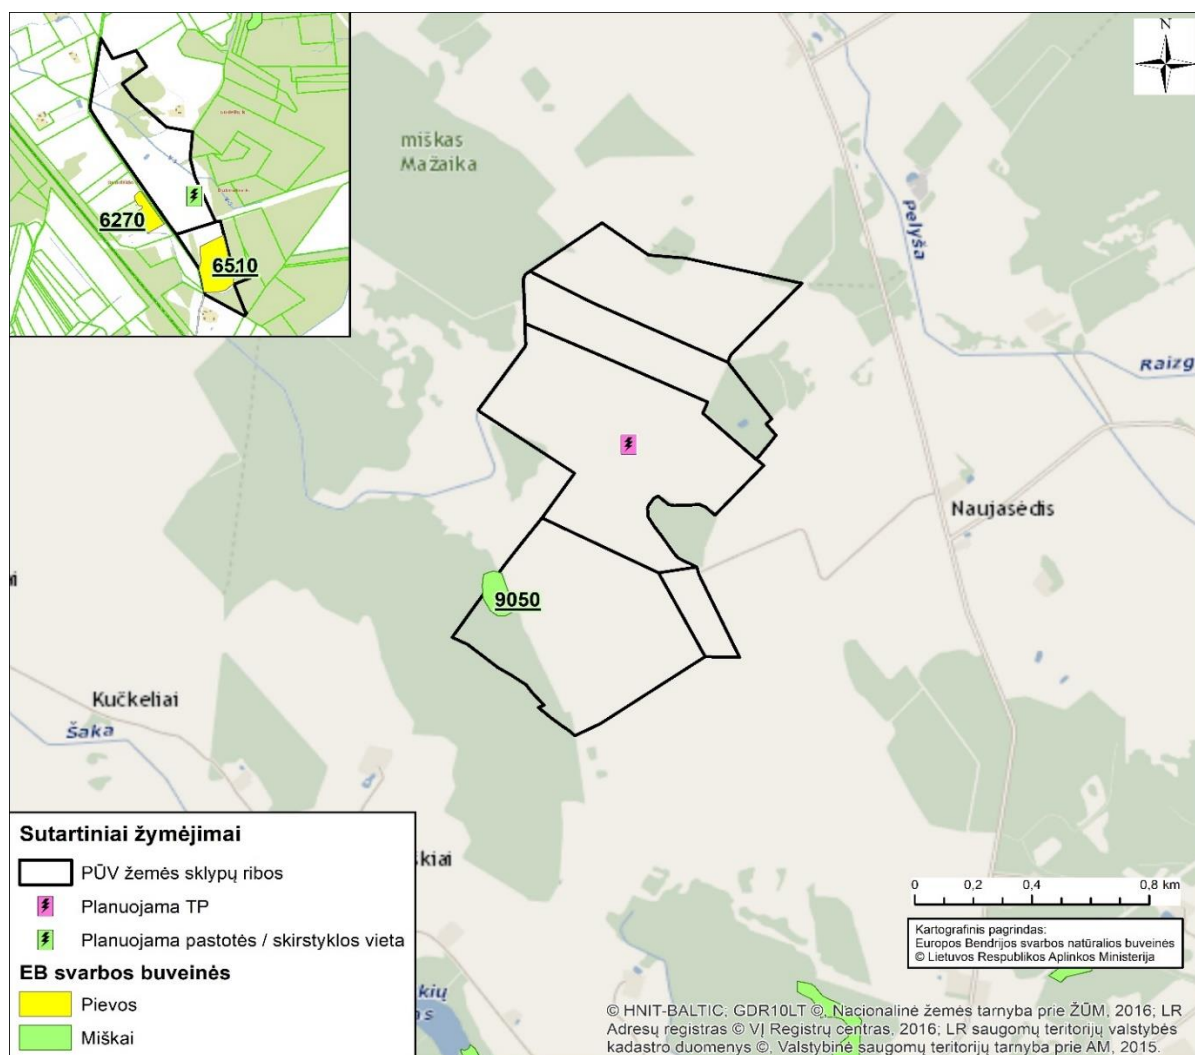 N
miškas
Mažaika
6270
6510
Pelyša
Raizg
Naujasėdis
9050
Kučkeliai
Šaka
škiai
kių
as
Sutartiniai žymėjimai
PŪV žemės sklypų ribos
Planuojama TP
Planuojama pastotės / skirstyklos vieta
EB svarbos buveinės
Pievos
Miškai
0 0,2 0,4 0,8 km
Kartografinis pagrindas:
Europos Bendrijos svarbos natūralios buveinės
© Lietuvos Respublikos Aplinkos Ministerija
© HNIT-BALTIC, GDR10LT ©, Nacionalinė žemės tarnyba prie ŽŪM, 2016; LR
Adresų registras © VĮ Registrų centras, 2016; LR saugomų teritorijų valstybės
kadastro duomenys ©, Valstybinė saugomų teritorijų tarnyba prie AM, 2015.